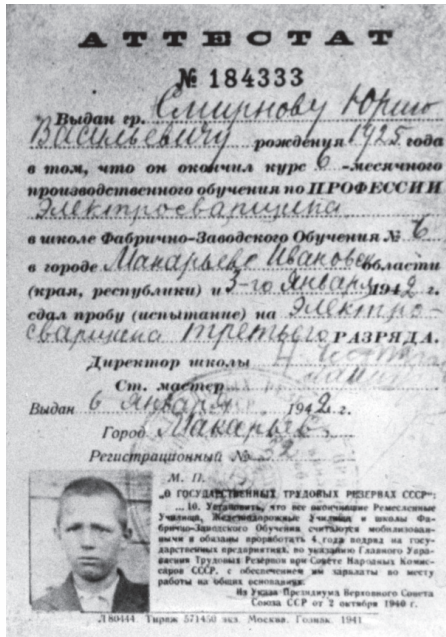 АТТЕСТАТ
№ 184333
Выдан гр. Смирнову Юрию
Васильевичу рождения 1925 года
в том, что он окончил курс 6 -месячного
производственного обучения по ПРОФЕССИИ
Электросварщика
в школе Фабрично-Заводского Обучения № 6
в городе Макарьево Ивановск. области
(края, республики) и 5-го Января 1942 г.
сдал пробу (испытание) на Электро-
сварщика третьего РАЗРЯДА.
Директор школы
Ст. мастер
Выдан 6 Января 1942 г.
Город Макарьев
Регистрационный № 32
М. П.
„О ГОСУДАРСТВЕННЫХ ТРУДОВЫХ РЕЗЕРВАХ СССР“:
...10. Установить, что все окончившие Ремесленные
Училища, Железнодорожные Училища и школы Фа-
брично-Заводского Обучения считаются мобилизован-
ными и обязаны проработать 4 года подряд на госу-
дарственных предприятиях, по указанию Главного Упра-
вления Трудовых Резервов при Совете Народных Комис-
саров СССР, с обеспечением им зарплаты по месту
работы на общих основаниях.
Из Указа Президиума Верховного Совета
Союза ССР от 2 октября 1940 г.
Л80444. Тираж 571450 экз. Москва. Гознак. 1941